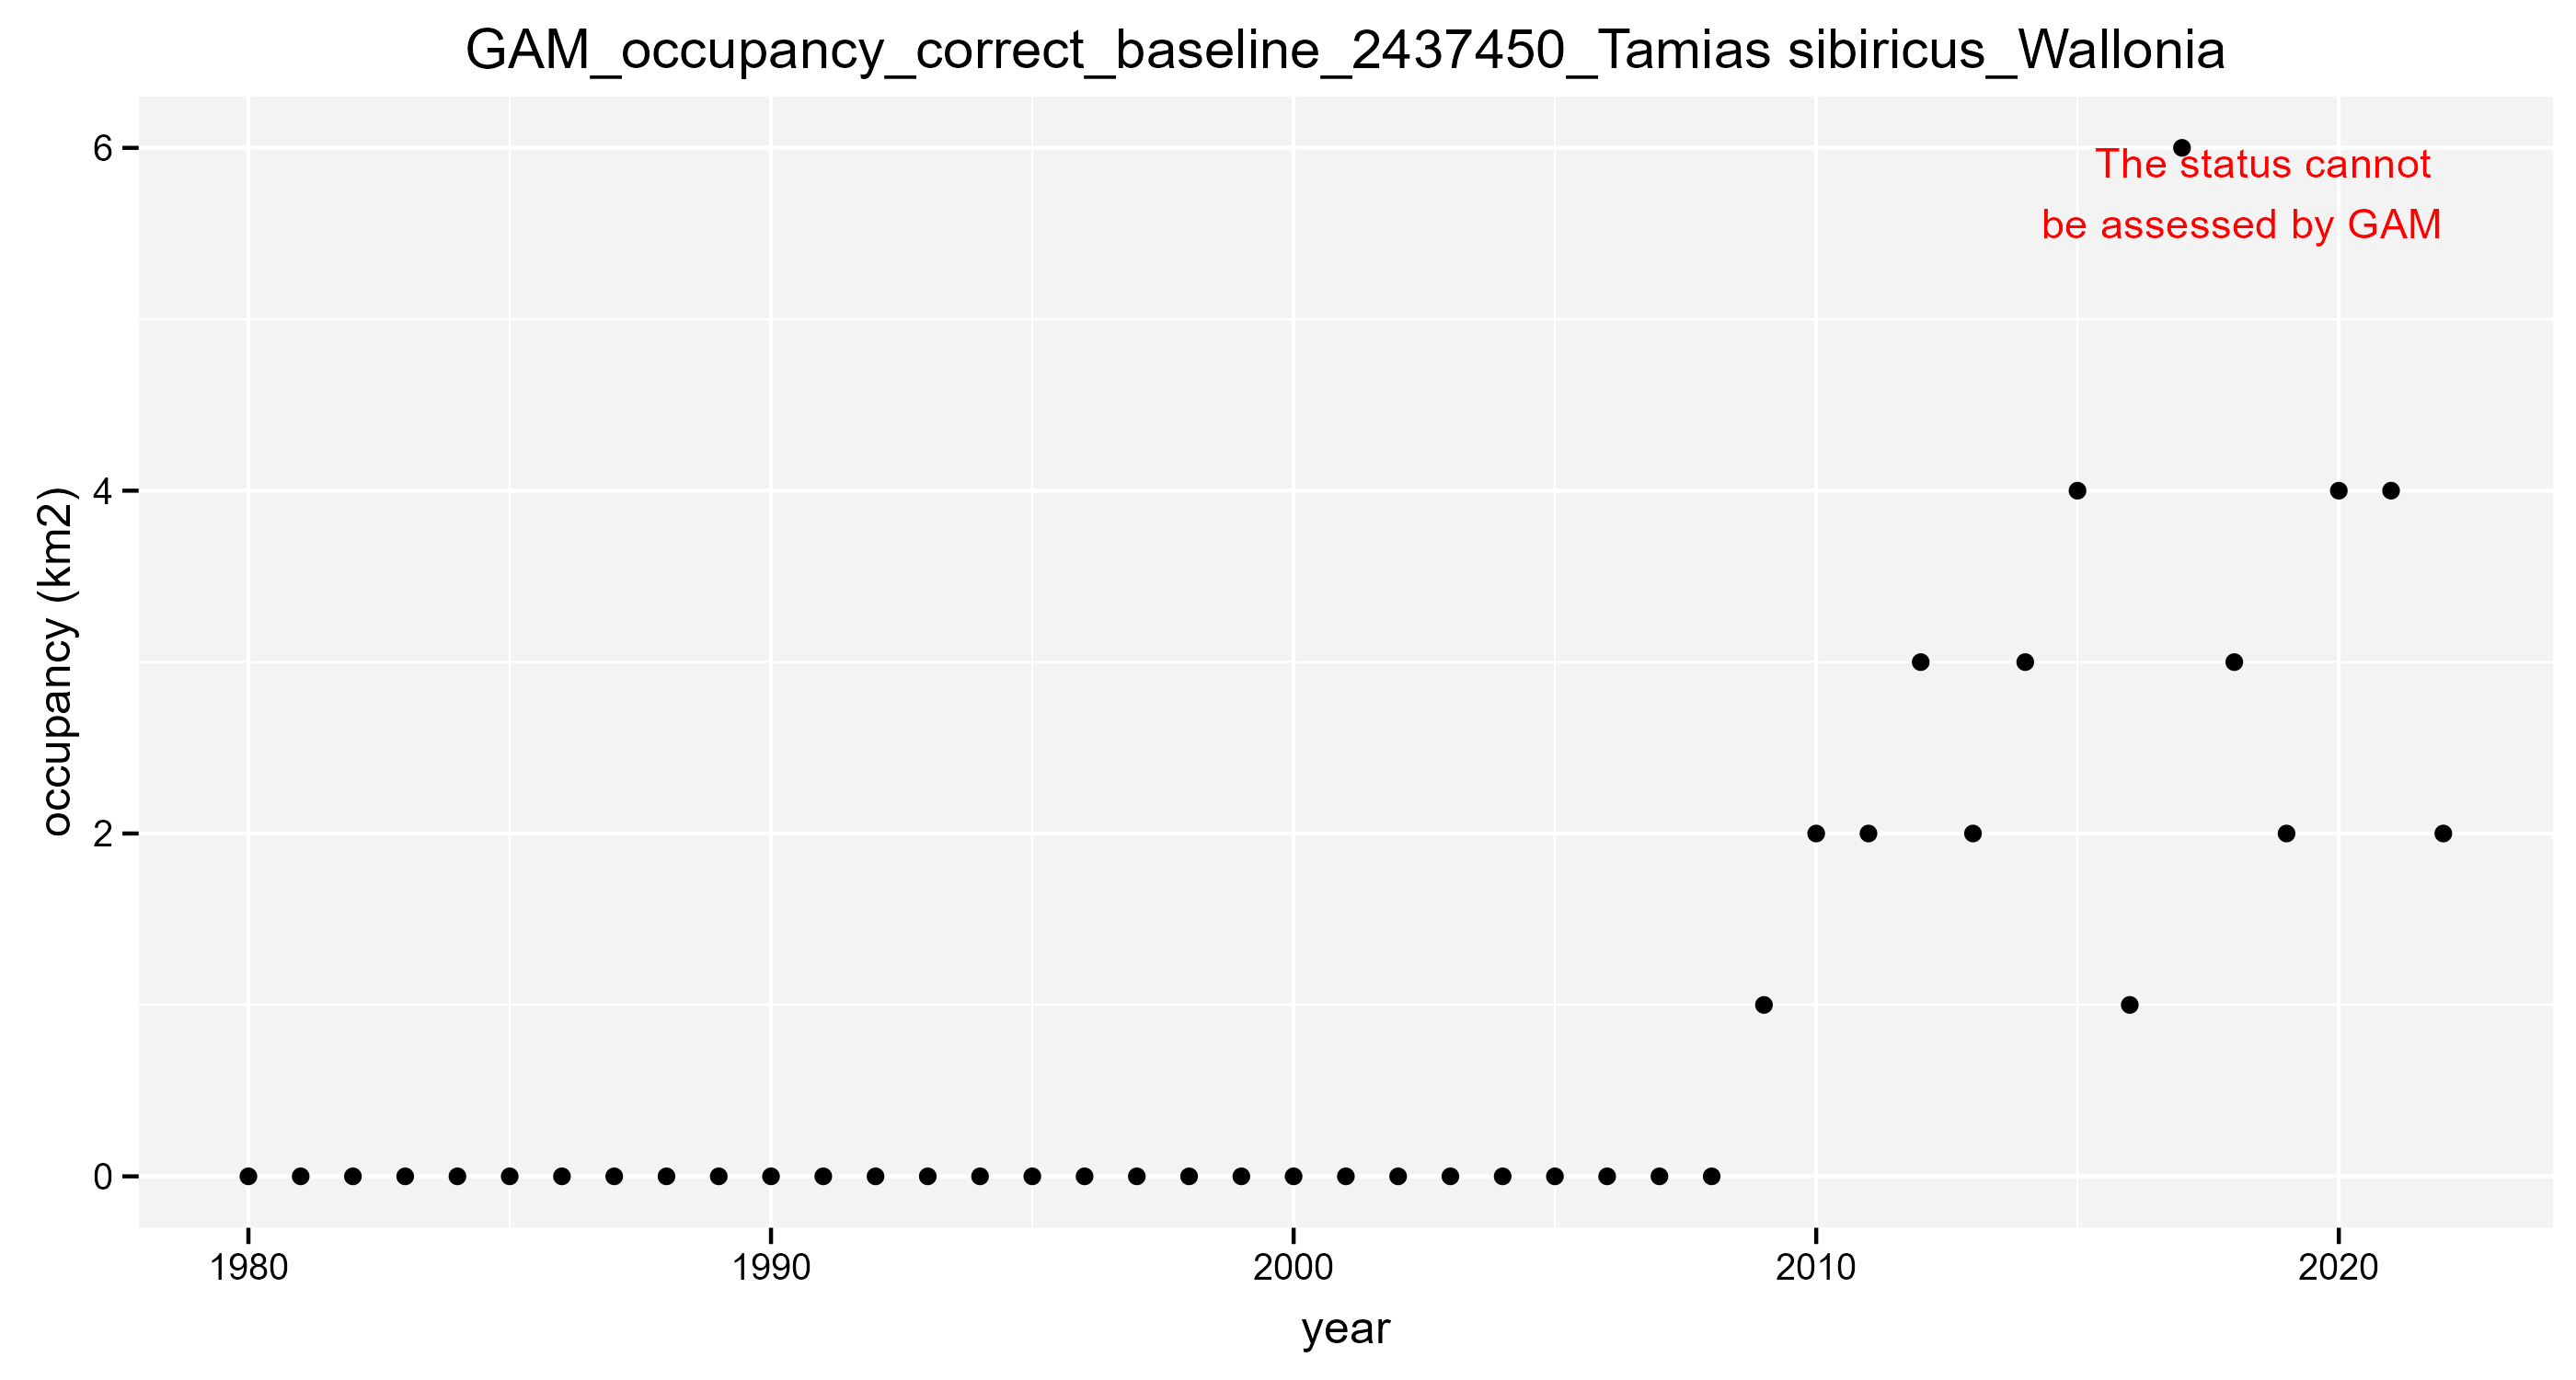 GAM_occupancy_correct_baseline_2437450_Tamias sibiricus_Wallonia
6
The status cannot
be assessed by GAM
4
occupancy (km2)
2
0
1980 1990 2000 2010 2020
year